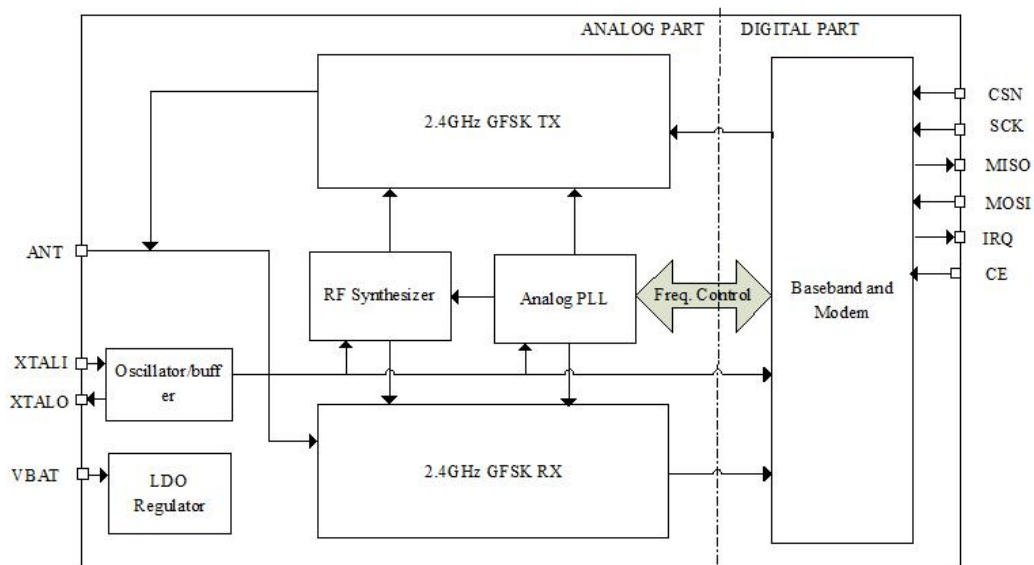 ANALOG PART
DIGITAL PART
2.4GHz GFSK TX
CSN
SCK
MISO
MOSI
IRQ
CE
ANT
RF Synthesizer
Analog PLL
Freq. Control
Baseband and
Modem
XTALI
XTALO
Oscillator/buff
er
VBAT
LDO
Regulator
2.4GHz GFSK RX